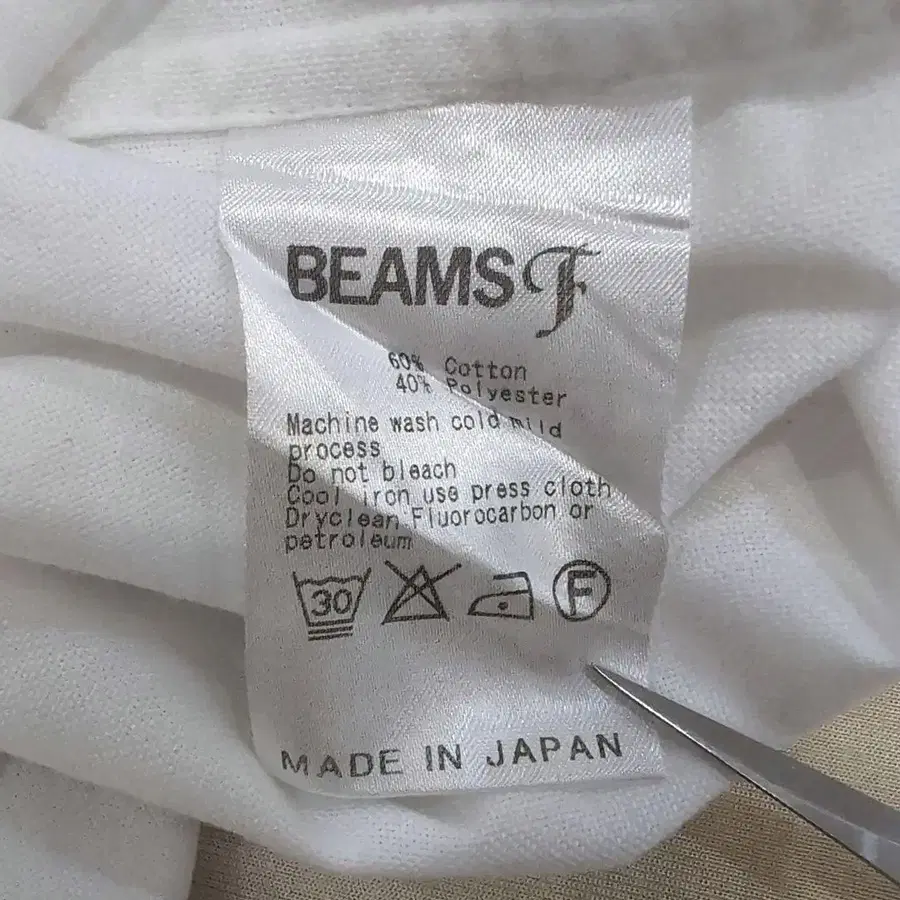 BEAMS F
60% Cotton
40% Polyester
Machine wash cold mild
process
Do not bleach
Cool iron use press cloth
Dryclean Fluorocarbon or
petroleum
30 F
MADE IN JAPAN